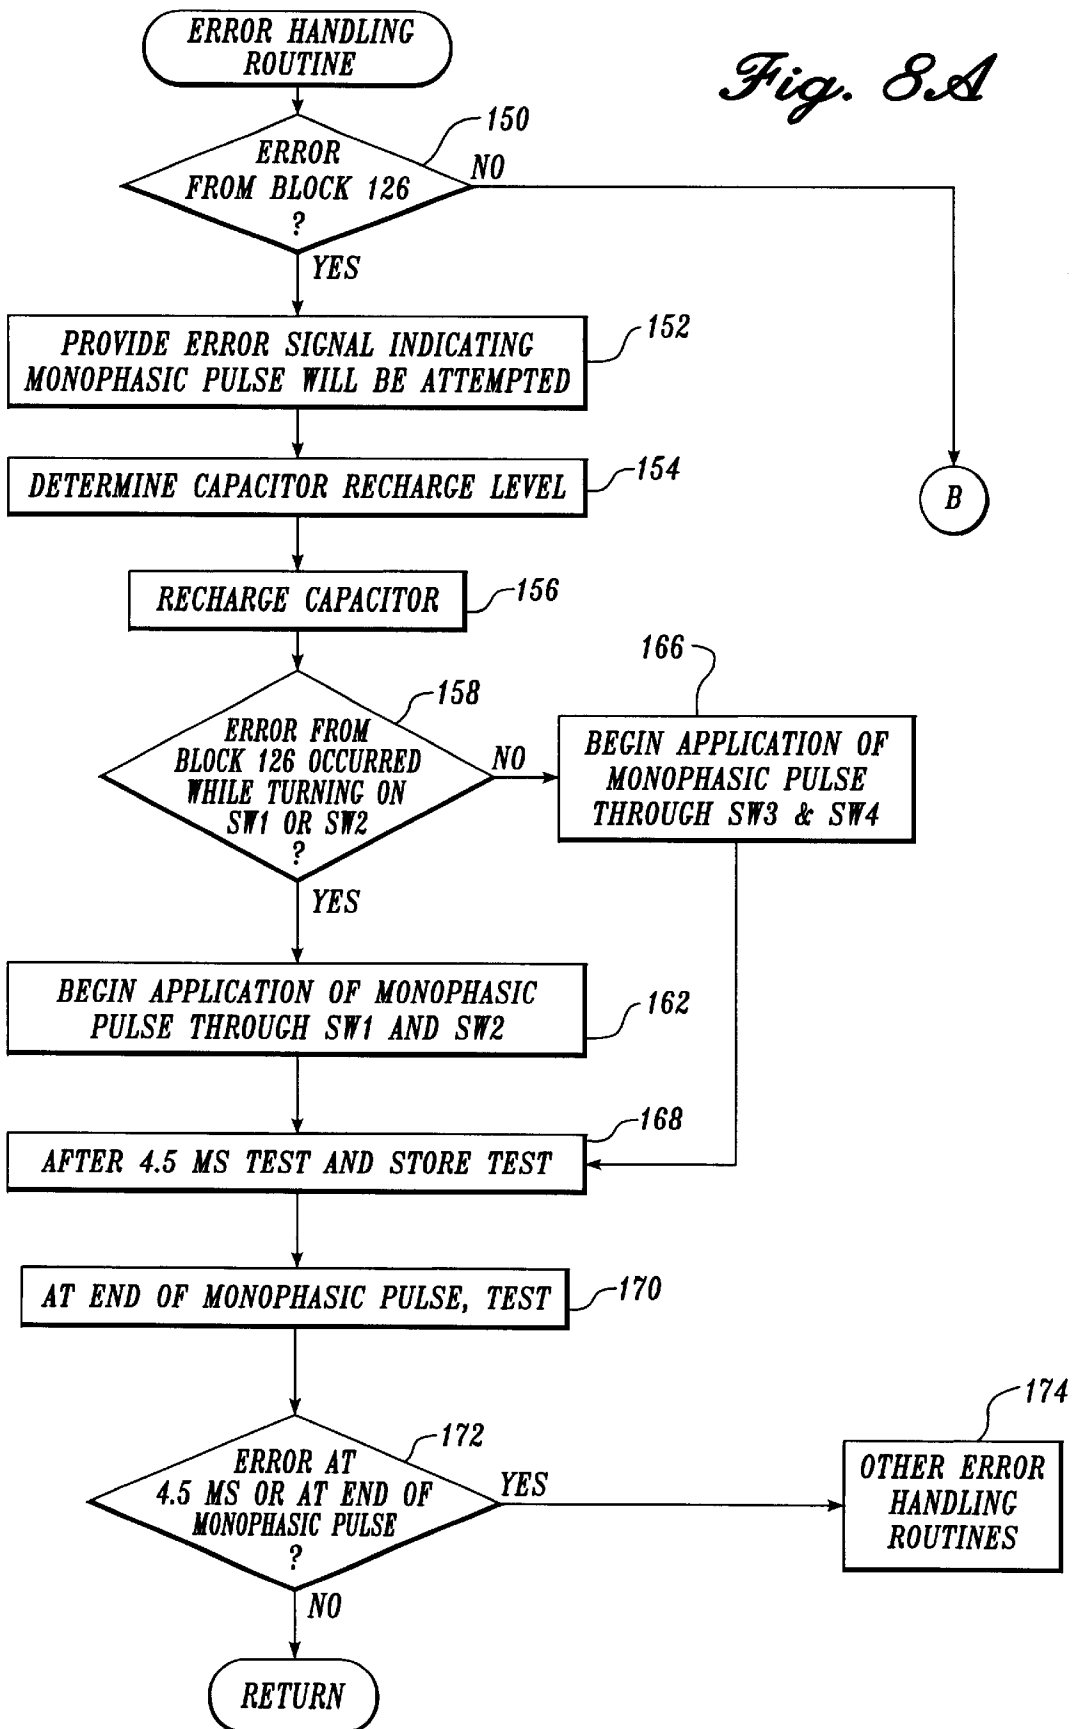 ERROR HANDLING
ROUTINE
Fig. 8A
150
ERROR
FROM BLOCK 126
?
NO
YES
B
PROVIDE ERROR SIGNAL INDICATING
MONOPHASIC PULSE WILL BE ATTEMPTED
152
DETERMINE CAPACITOR RECHARGE LEVEL
154
RECHARGE CAPACITOR
156
158
ERROR FROM
BLOCK 126 OCCURRED
WHILE TURNING ON
SW1 OR SW2
?
NO
YES
166
BEGIN APPLICATION OF
MONOPHASIC PULSE
THROUGH SW3 & SW4
BEGIN APPLICATION OF MONOPHASIC
PULSE THROUGH SW1 AND SW2
162
168
AFTER 4.5 MS TEST AND STORE TEST
AT END OF MONOPHASIC PULSE, TEST
170
172
ERROR AT
4.5 MS OR AT END OF
MONOPHASIC PULSE
?
YES
NO
174
OTHER ERROR
HANDLING
ROUTINES
RETURN